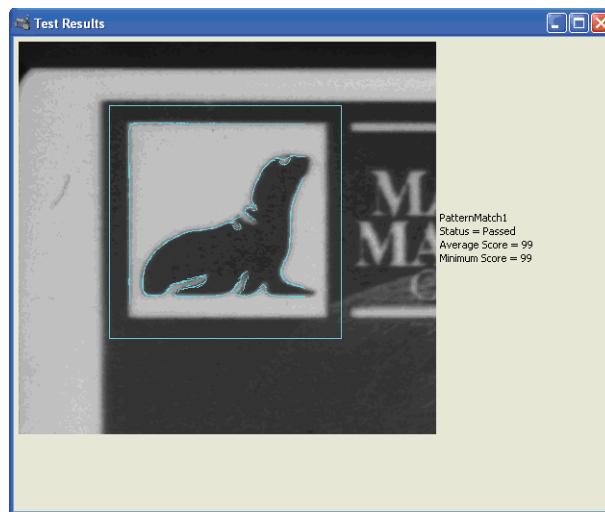 Test Results
PatternMatch1
Status = Passed
Average Score = 99
Minimum Score = 99